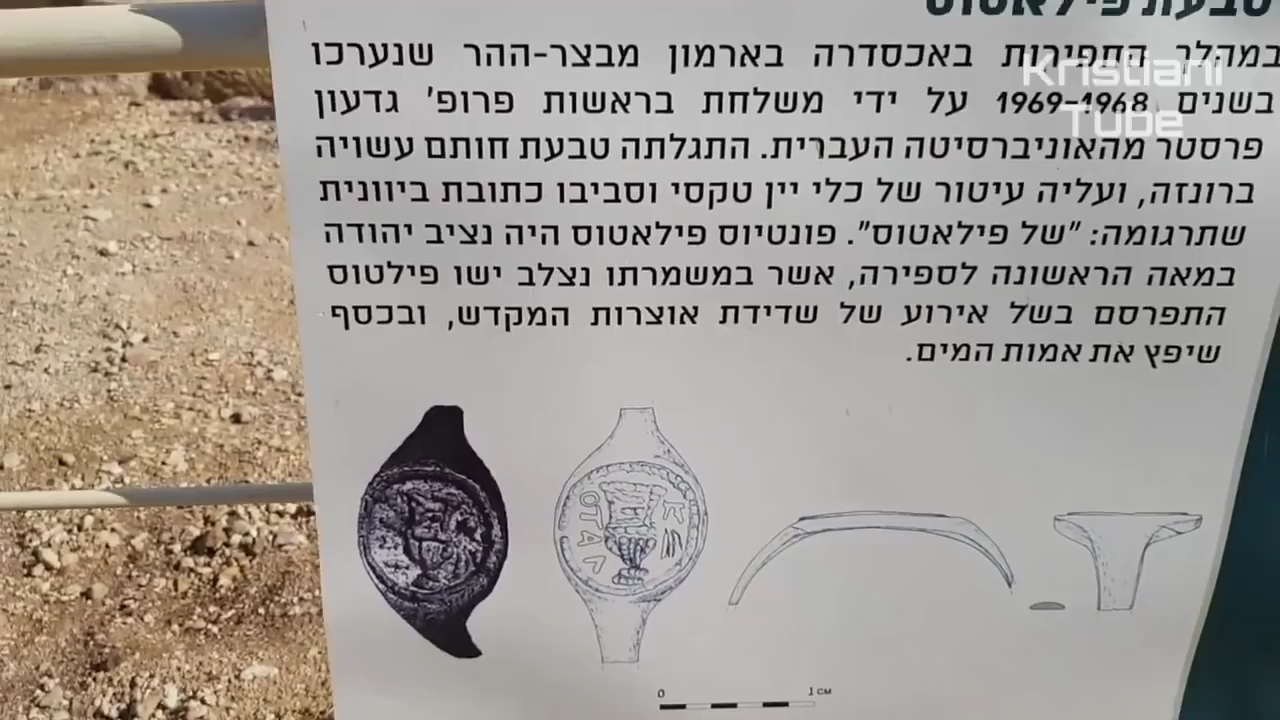 טבעת פילאטוס
במהלך החפירות באכסדרה בארמון מבצר-ההר שנערכו
בשנים 1969-1968 על ידי משלחת בראשות פרופ' גדעון
פרסטר מהאוניברסיטה העברית. התגלתה טבעת חותם עשויה
ברונזה, ועליה עיטור של כלי יין טקסי וסביבו כתובת ביוונית
שתרגומה: "של פילאטוס". פונטיוס פילאטוס היה נציב יהודה
במאה הראשונה לספירה, אשר במשמרתו נצלב ישו פילטוס
התפרסם בשל אירוע של שדידת אוצרות המקדש, ובכסף
שיפץ את אמות המים.
Kristiani
Tube
0 1 CM